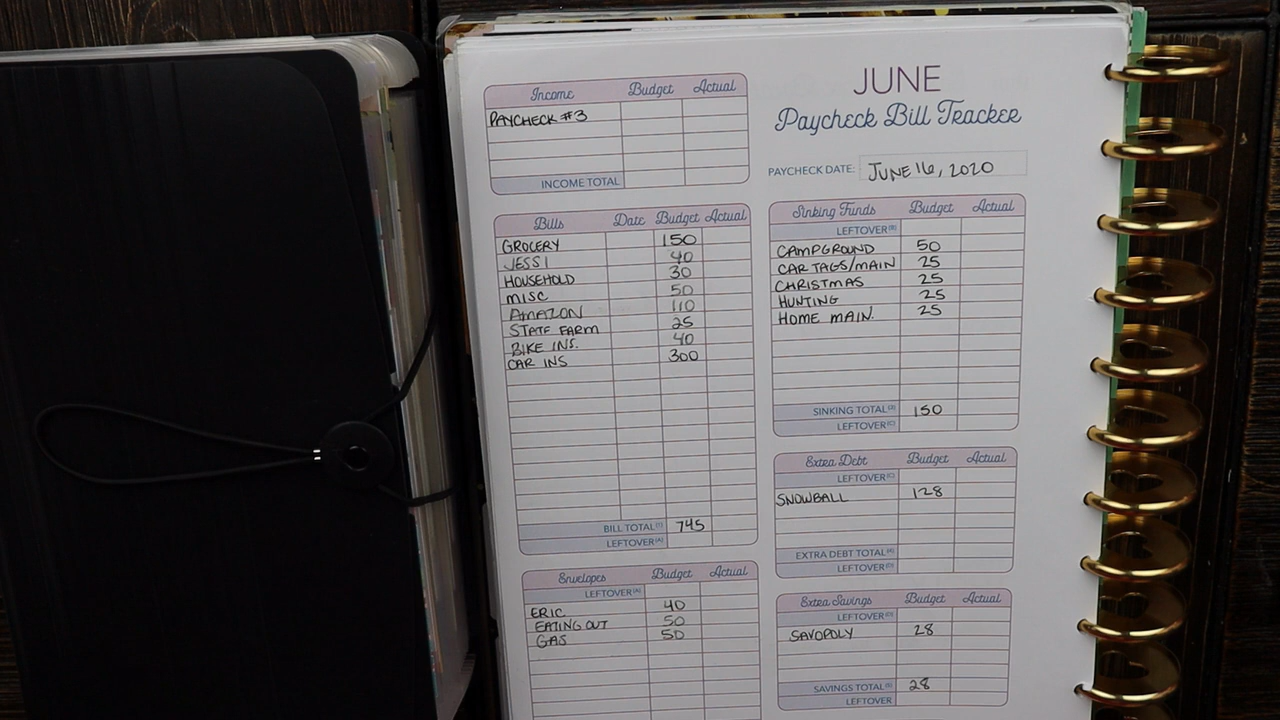 JUNE
Paycheck Bill Tracker
PAYCHECK DATE: JUNE 16, 2020
Income Budget Actual
PAYCHECK #3
INCOME TOTAL
Bills Date Budget Actual
GROCERY 150
JESSI 40
HOUSEHOLD 30
MISC 50
AMAZON 110
STATE FARM 25
BIKE INS. 40
CAR INS 300
BILL TOTAL(1) 745
LEFTOVER(A)
Envelopes Budget Actual
LEFTOVER(A)
ERIC 40
EATING OUT 50
GAS 50
Sinking Funds Budget Actual
LEFTOVER(B)
CAMPGROUND 50
CAR TAGS/MAIN 25
CHRISTMAS 25
HUNTING 25
HOME MAIN. 25
SINKING TOTAL(3) 150
LEFTOVER(C)
Extra Debt Budget Actual
LEFTOVER(C)
SNOWBALL 128
EXTRA DEBT TOTAL(4)
LEFTOVER(D)
Extra Savings Budget Actual
LEFTOVER(D)
SAVOPOLY 28
SAVINGS TOTAL(5) 28
LEFTOVER